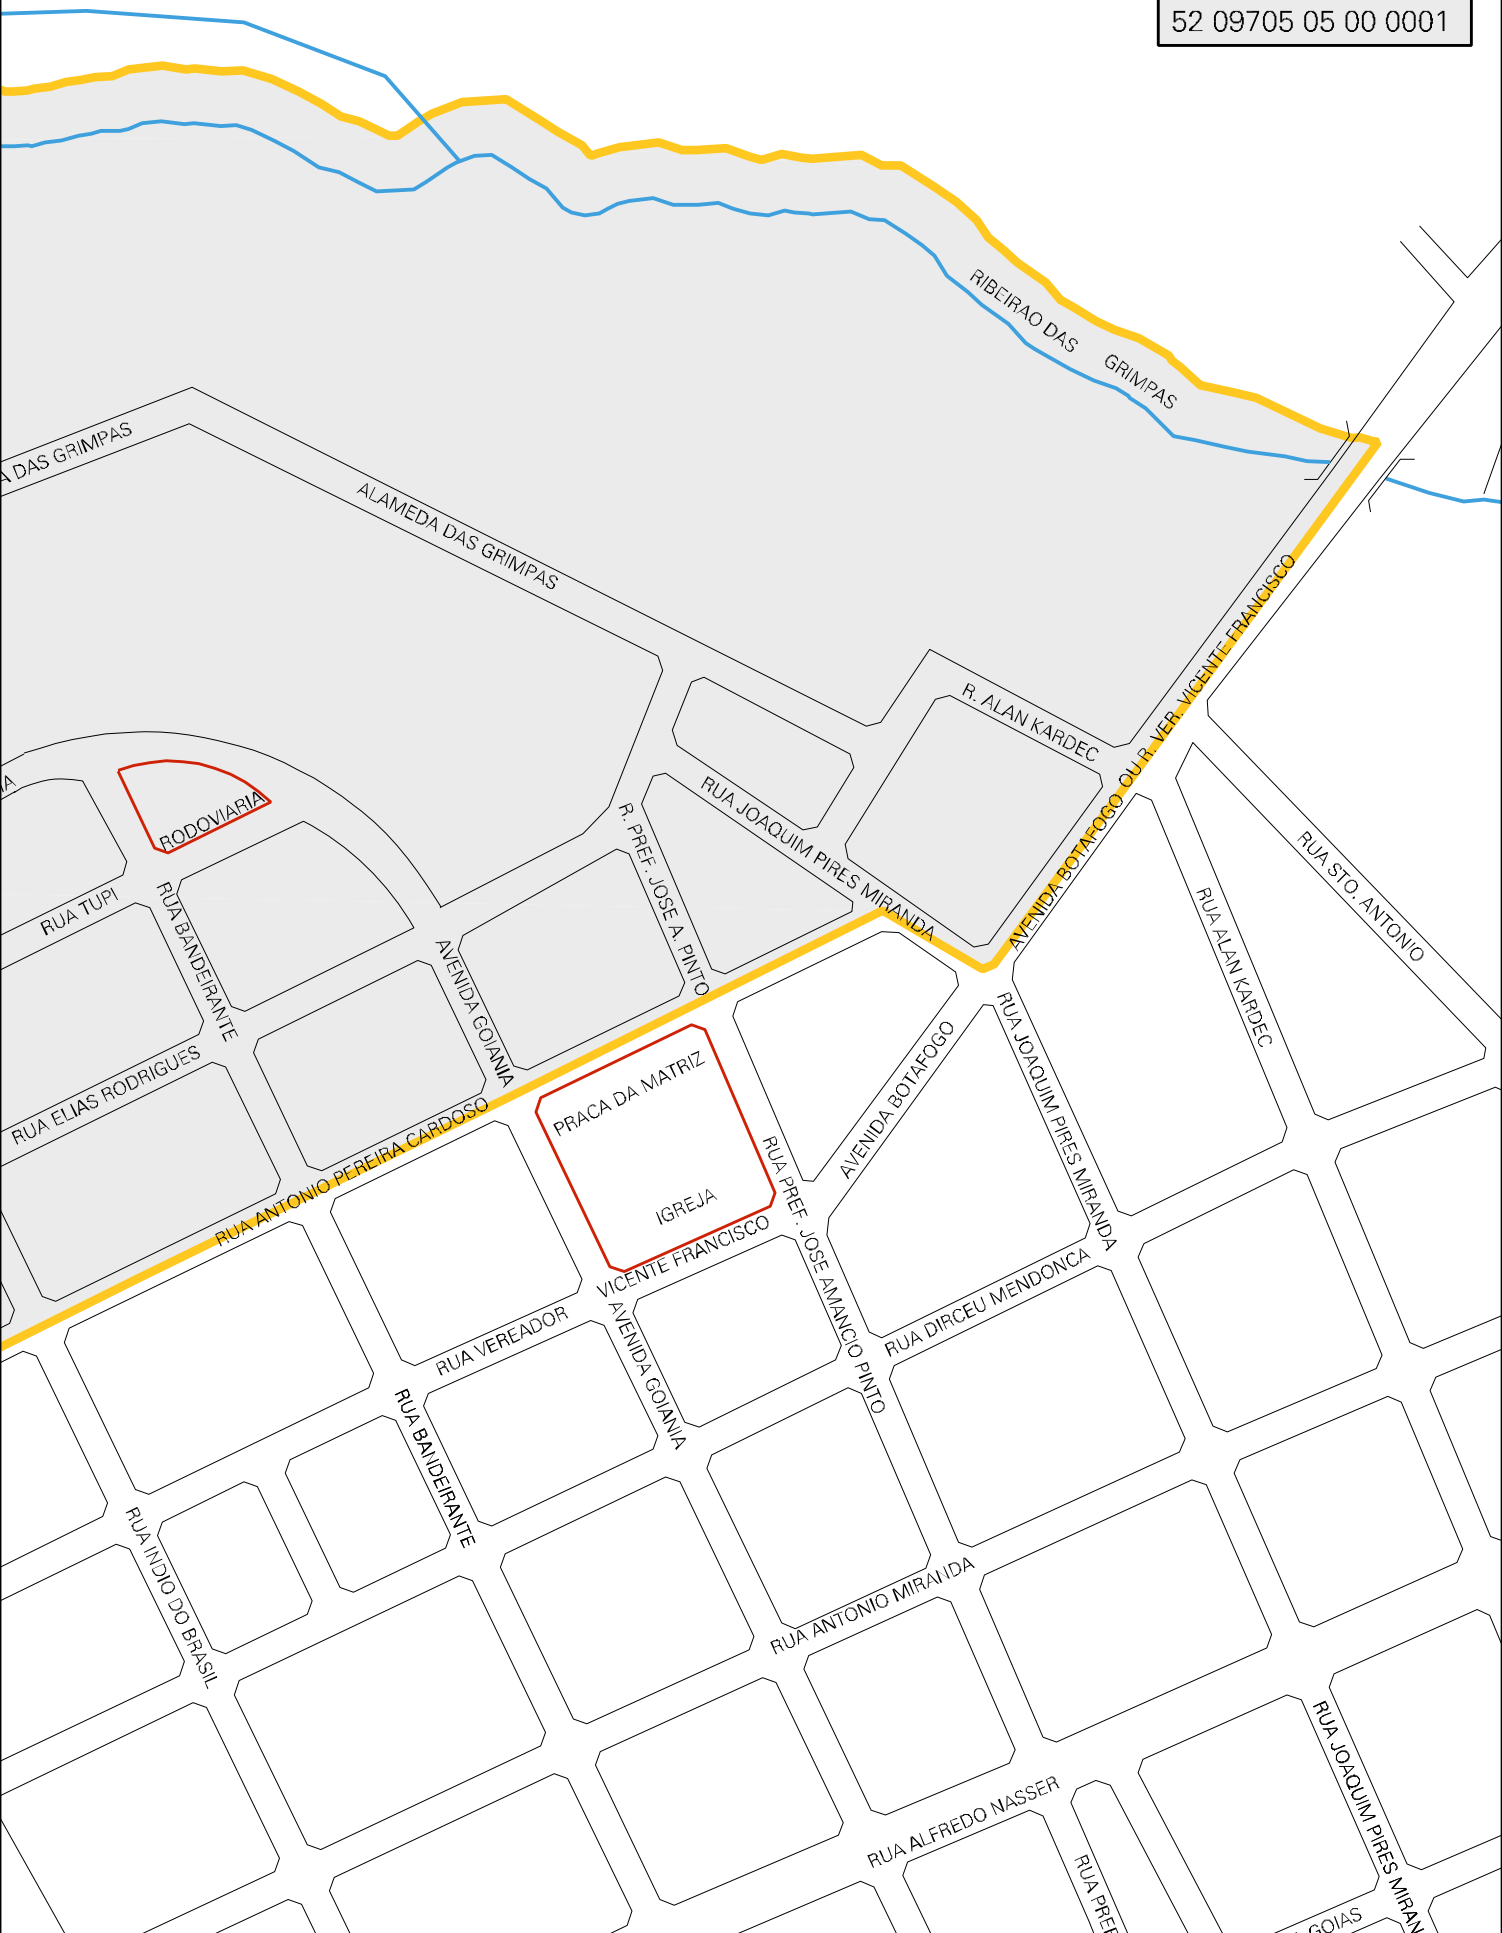 52 09705 05 00 0001
RIBEIRAO DAS GRIMPAS
A DAS GRIMPAS
ALAMEDA DAS GRIMPAS
AVENIDA BOTAFOGO OU R. VER. VICENTE FRANCISCO
R. ALAN KARDEC
IA
RODOVIARIA
R. PREF. JOSE A. PINTO
RUA JOAQUIM PIRES MIRANDA
RUA STO. ANTONIO
RUA TUPI
RUA BANDEIRANTE
RUA ALAN KARDEC
AVENIDA GOIANIA
RUA ELIAS RODRIGUES
RUA JOAQUIM PIRES MIRANDA
AVENIDA BOTAFOGO
PRACA DA MATRIZ
RUA ANTONIO PEREIRA CARDOSO
IGREJA
RUA PREF. JOSE AMANCIO PINTO
RUA VEREADOR VICENTE FRANCISCO
RUA DIRCEU MENDONCA
AVENIDA GOIANIA
RUA BANDEIRANTE
RUA INDIO DO BRASIL
RUA ANTONIO MIRANDA
RUA JOAQUIM PIRES MIRAN
RUA ALFREDO NASSER
RUA PREF
GOIAS